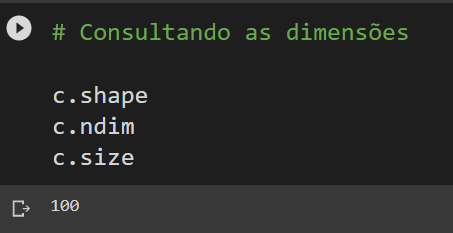 # Consultando as dimensões
c.shape
c.ndim
c.size
100